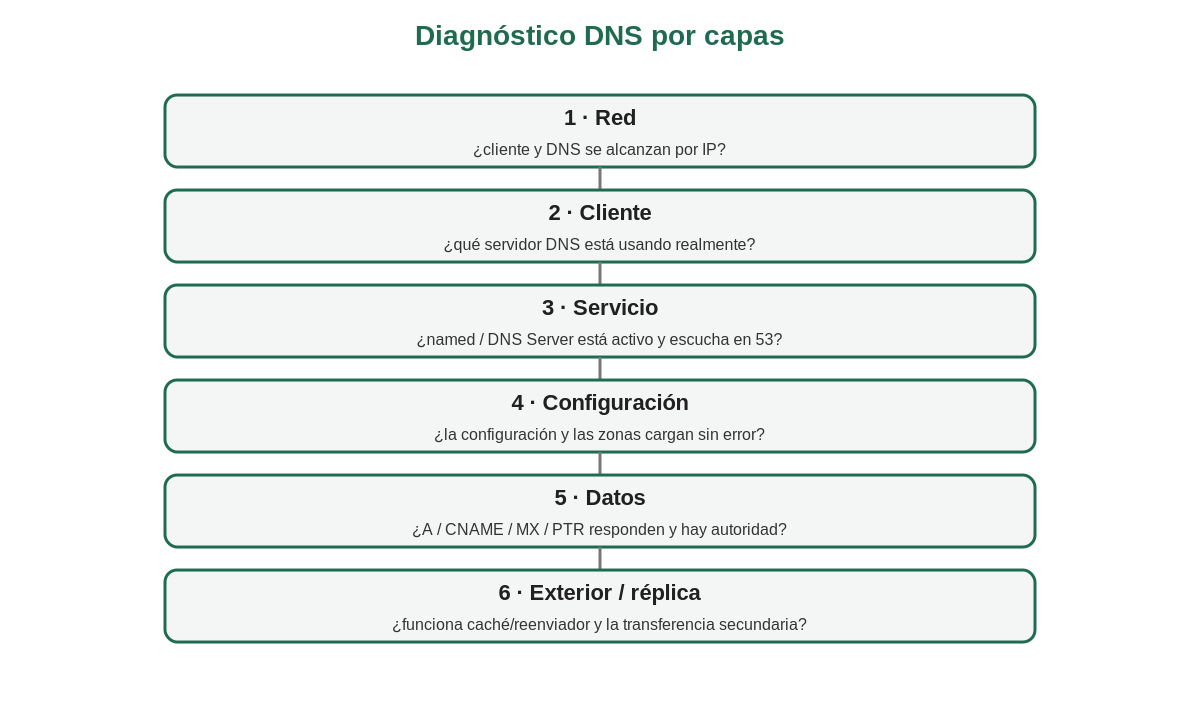 Diagnóstico DNS por capas
1 · Red
¿cliente y DNS se alcanzan por IP?
2 · Cliente
¿qué servidor DNS está usando realmente?
3 · Servicio
¿named / DNS Server está activo y escucha en 53?
4 · Configuración
¿la configuración y las zonas cargan sin error?
5 · Datos
¿A / CNAME / MX / PTR responden y hay autoridad?
6 · Exterior / réplica
¿funciona caché/reenviador y la transferencia secundaria?